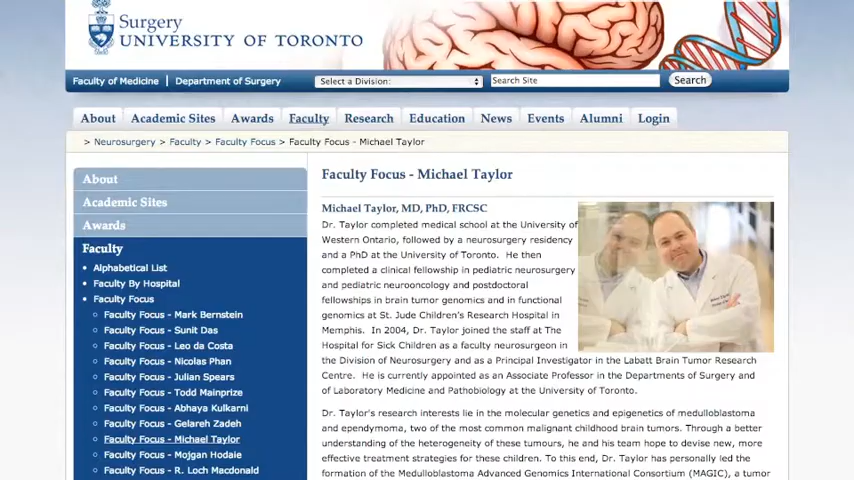 Surgery
UNIVERSITY OF TORONTO
Faculty of Medicine | Department of Surgery
Select a Division:
Search Site
Search
About Academic Sites Awards Faculty Research Education News Events Alumni Login
> Neurosurgery > Faculty > Faculty Focus > Faculty Focus - Michael Taylor
About
Academic Sites
Awards
Faculty
Alphabetical List
Faculty By Hospital
Faculty Focus
Faculty Focus - Mark Bernstein
Faculty Focus - Sunit Das
Faculty Focus - Leo da Costa
Faculty Focus - Nicolas Phan
Faculty Focus - Julian Spears
Faculty Focus - Todd Mainprize
Faculty Focus - Abhaya Kulkarni
Faculty Focus - Gelareh Zadeh
Faculty Focus - Michael Taylor
Faculty Focus - Mojgan Hodaie
Faculty Focus - R. Loch Macdonald
Faculty Focus - Michael Taylor
Michael Taylor, MD, PhD, FRCSC
Dr. Taylor completed medical school at the University of
Western Ontario, followed by a neurosurgery residency
and a PhD at the University of Toronto. He then
completed a clinical fellowship in pediatric neurosurgery
and pediatric neurooncology and postdoctoral
fellowships in brain tumor genomics and in functional
genomics at St. Jude Children's Research Hospital in
Memphis. In 2004, Dr. Taylor joined the staff at The
Hospital for Sick Children as a faculty neurosurgeon in
the Division of Neurosurgery and as a Principal Investigator in the Labatt Brain Tumor Research
Centre. He is currently appointed as an Associate Professor in the Departments of Surgery and
of Laboratory Medicine and Pathobiology at the University of Toronto.
Dr. Taylor's research interests lie in the molecular genetics and epigenetics of medulloblastoma
and ependymoma, two of the most common malignant childhood brain tumors. Through a better
understanding of the heterogeneity of these tumours, he and his team hope to devise new, more
effective treatment strategies for these children. To this end, Dr. Taylor has personally led the
formation of the Medulloblastoma Advanced Genomics International Consortium (MAGIC), a tumor